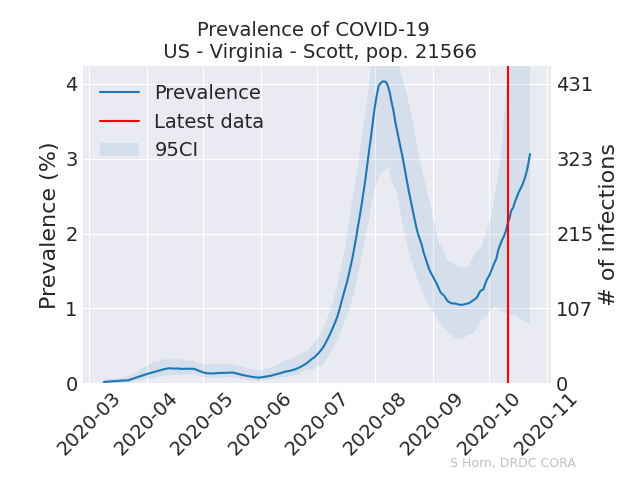 Prevalence of COVID-19
US - Virginia - Scott, pop. 21566
Prevalence
Latest data
95CI
Prevalence (%)
4
3
2
1
0
# of infections
431
323
215
107
0
2020-03
2020-04
2020-05
2020-06
2020-07
2020-08
2020-09
2020-10
2020-11
S Horn, DRDC CORA